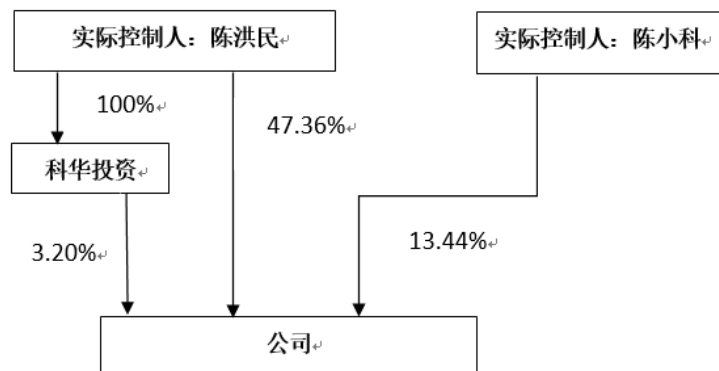 实际控制人：陈洪民
实际控制人：陈小科
100%
47.36%
科华投资
3.20%
13.44%
公司